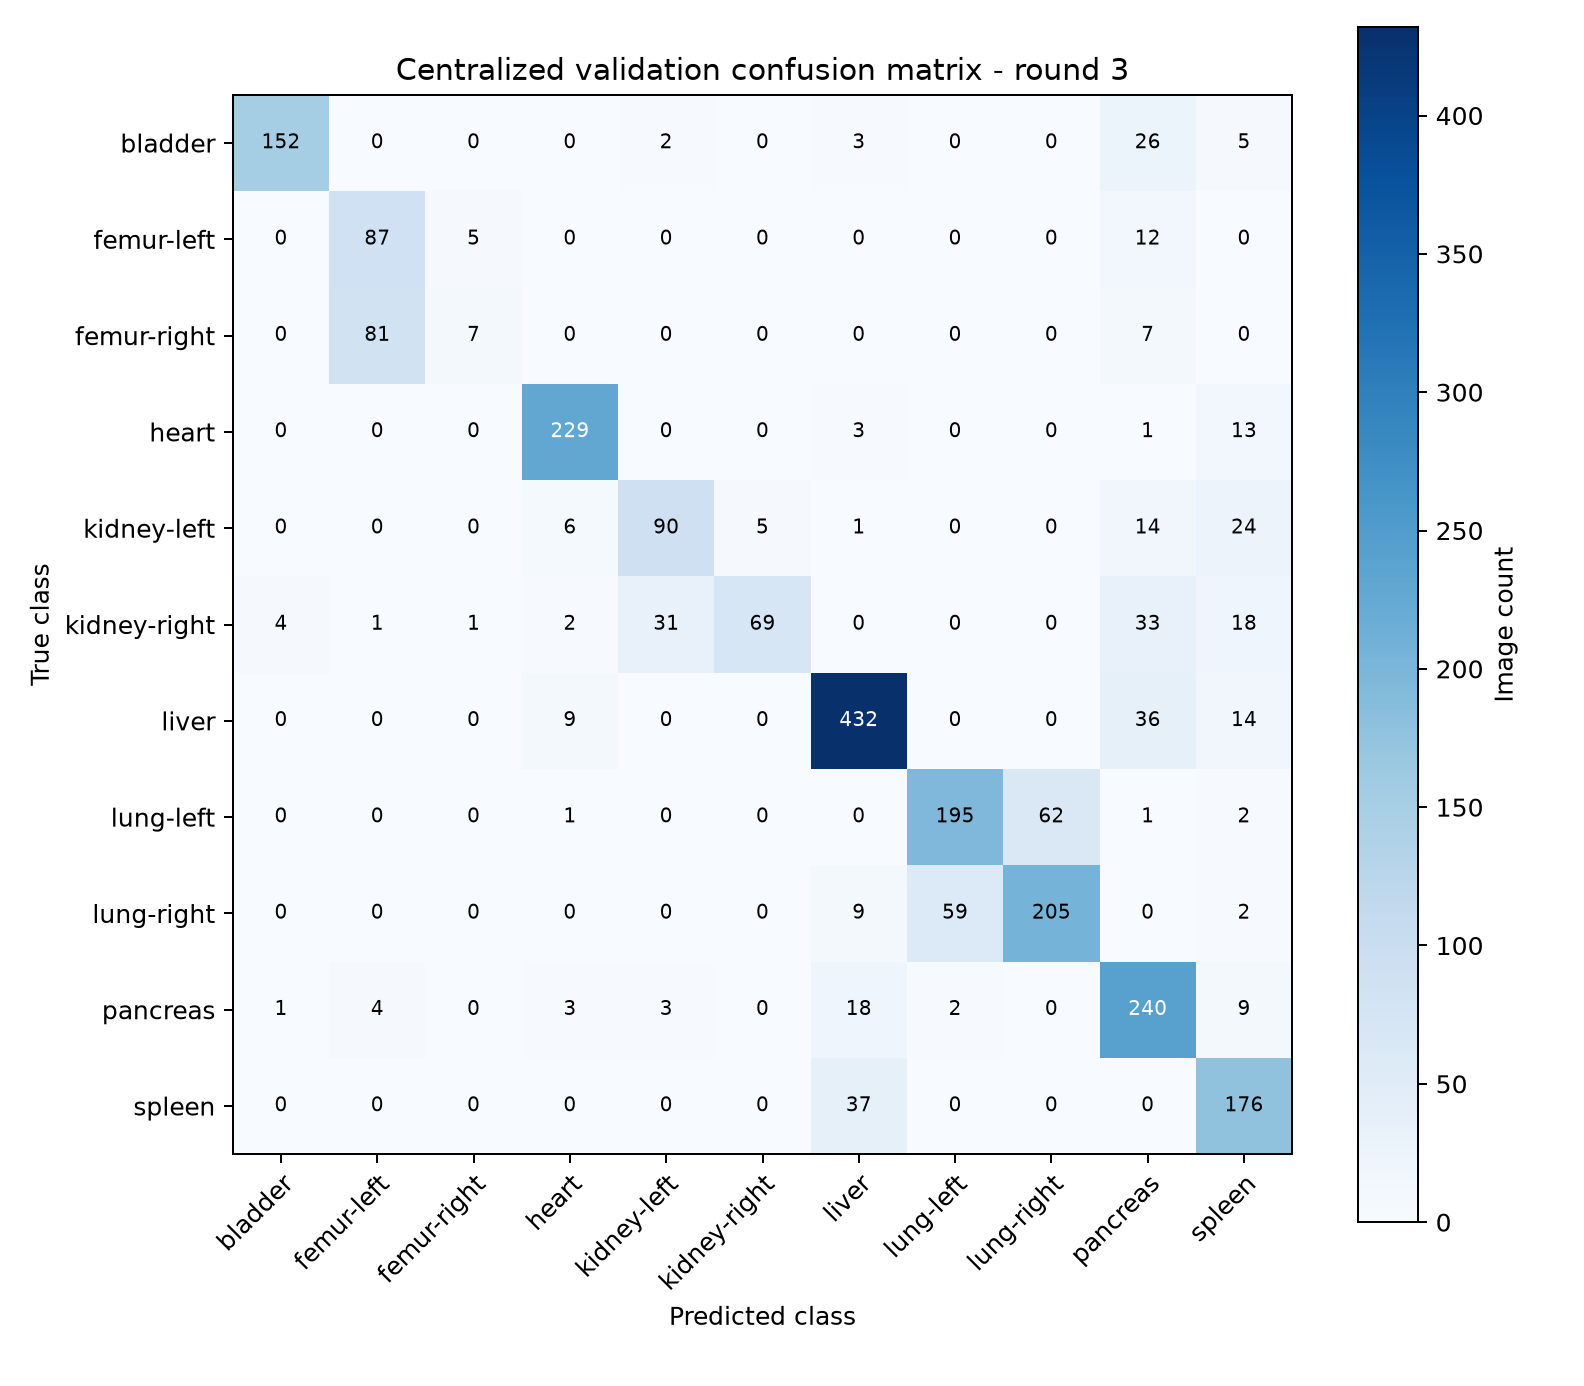 Centralized validation confusion matrix - round 3
bladder 152 0 0 0 2 0 3 0 0 26 5
femur-left 0 87 5 0 0 0 0 0 0 12 0
femur-right 0 81 7 0 0 0 0 0 0 7 0
heart 0 0 0 229 0 0 3 0 0 1 13
kidney-left 0 0 0 6 90 5 1 0 0 14 24
kidney-right 4 1 1 2 31 69 0 0 0 33 18
liver 0 0 0 9 0 0 432 0 0 36 14
lung-left 0 0 0 1 0 0 0 195 62 1 2
lung-right 0 0 0 0 0 0 9 59 205 0 2
pancreas 1 4 0 3 3 0 18 2 0 240 9
spleen 0 0 0 0 0 0 37 0 0 0 176
bladder femur-left femur-right heart kidney-left kidney-right liver lung-left lung-right pancreas spleen
Predicted class
True class
400
350
300
250
200
150
100
50
0
Image count